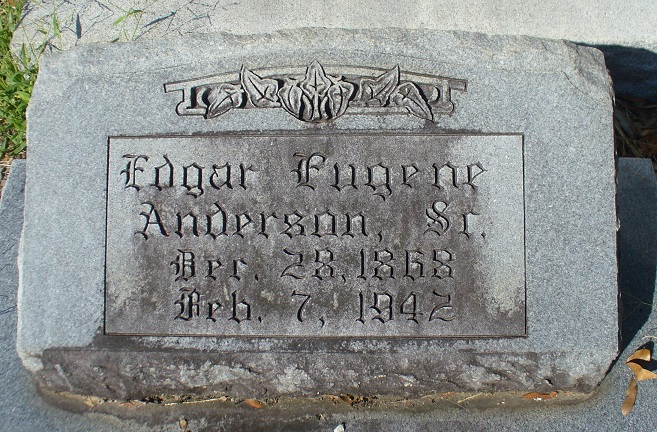 Edgar Eugene
Anderson, Sr.
Dec. 28, 1868
Feb. 7, 1942